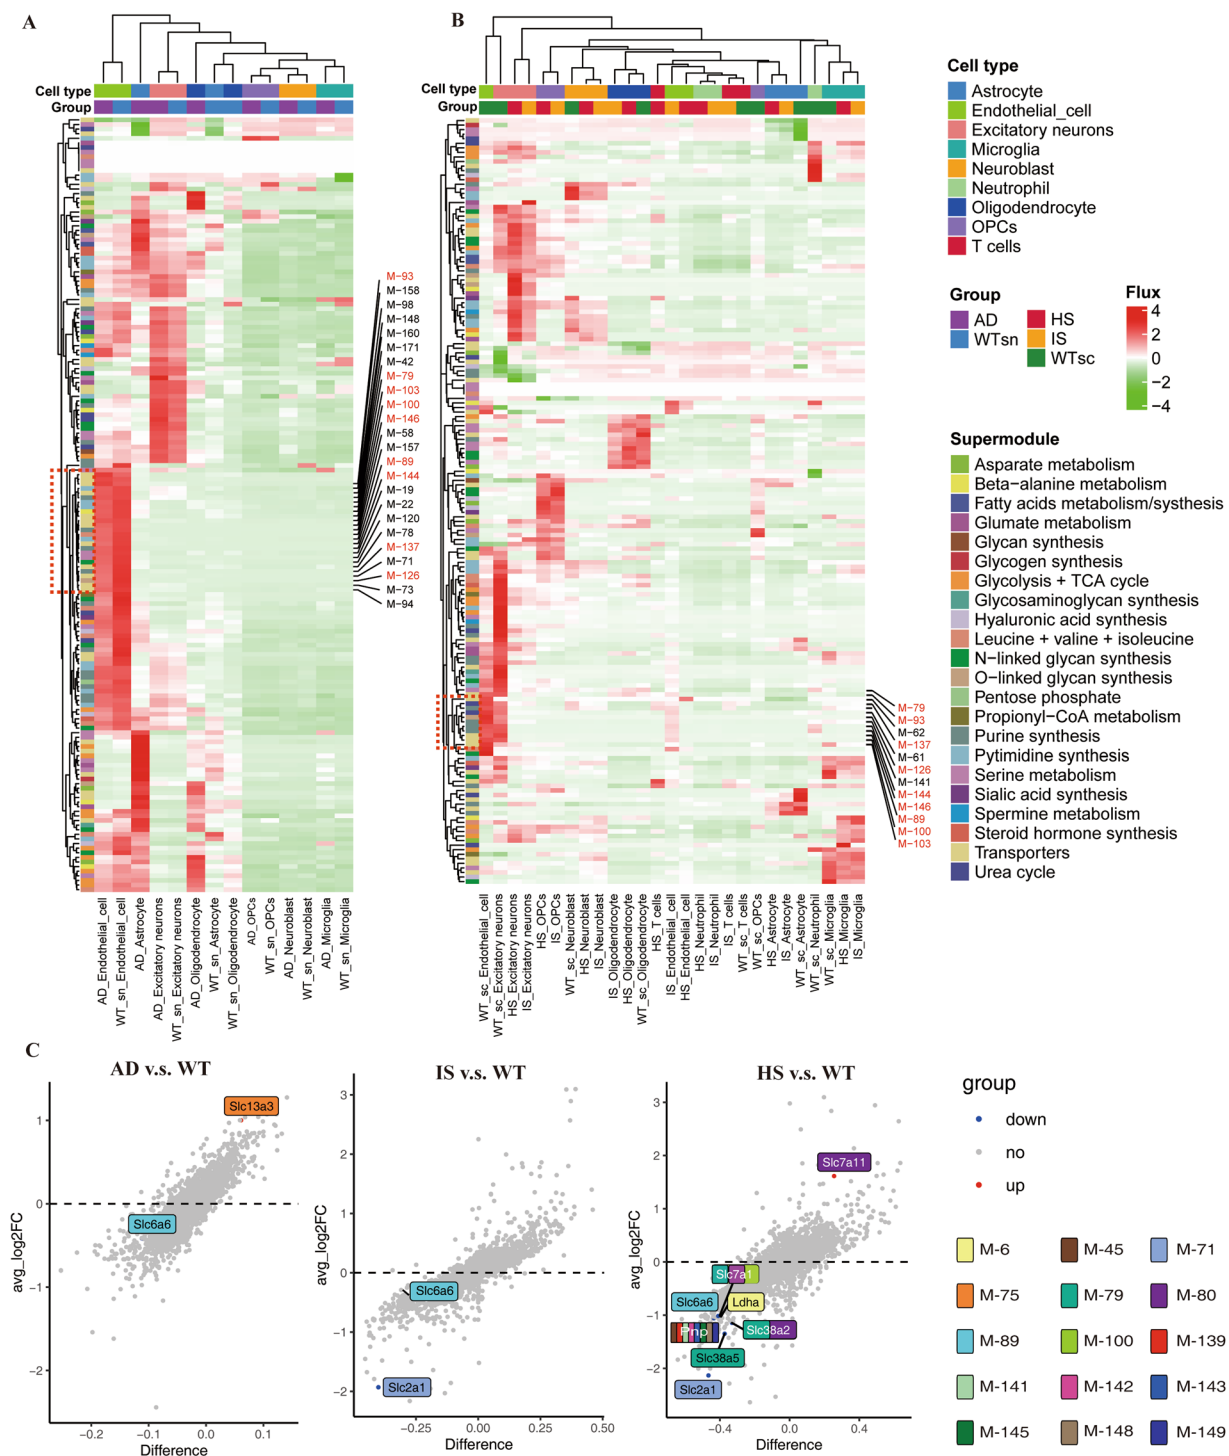 A
B
Cell type
Group
Cell type
Group
M-93
M-158
M-98
M-148
M-160
M-171
M-42
M-79
M-103
M-100
M-146
M-58
M-157
M-89
M-144
M-19
M-22
M-120
M-78
M-137
M-71
M-126
M-73
M-94
M-79
M-93
M-62
M-137
M-61
M-126
M-141
M-144
M-146
M-89
M-100
M-103
AD_Endothelial_cell
WT_sn_Endothelial_cell
AD_Astrocyte
AD_Excitatory neurons
WT_sn_Excitatory neurons
AD_Oligodendrocyte
WT_sn_Astrocyte
WT_sn_Oligodendrocyte
AD_OPCs
WT_sn_OPCs
AD_Neuroblast
WT_sn_Neuroblast
AD_Microglia
WT_sn_Microglia
WT_sc_Endothelial_cell
WT_sc_Excitatory neurons
HS_Excitatory neurons
IS_Excitatory neurons
HS_OPCs
IS_OPCs
WT_sc_Neuroblast
HS_Neuroblast
IS_Neuroblast
IS_Oligodendrocyte
HS_Oligodendrocyte
WT_sc_Oligodendrocyte
HS_T cells
IS_Endothelial_cell
HS_Endothelial_cell
HS_Neutrophil
IS_Neutrophil
IS_T cells
WT_sc_T cells
WT_sc_OPCs
HS_Astrocyte
IS_Astrocyte
WT_sc_Astrocyte
WT_sc_Neutrophil
WT_sc_Microglia
HS_Microglia
IS_Microglia
Cell type
Astrocyte
Endothelial_cell
Excitatory neurons
Microglia
Neuroblast
Neutrophil
Oligodendrocyte
OPCs
T cells
Group
AD
WTsn
HS
IS
WTsc
Flux
4
2
0
−2
−4
Supermodule
Asparate metabolism
Beta-alanine metabolism
Fatty acids metabolism/systhesis
Glumate metabolism
Glycan synthesis
Glycogen synthesis
Glycolysis + TCA cycle
Glycosaminoglycan synthesis
Hyaluronic acid synthesis
Leucine + valine + isoleucine
N-linked glycan synthesis
O-linked glycan synthesis
Pentose phosphate
Propionyl-CoA metabolism
Purine synthesis
Pytimidine synthesis
Serine metabolism
Sialic acid synthesis
Spermine metabolism
Steroid hormone synthesis
Transporters
Urea cycle
C
AD v.s. WT
avg_log2FC
1
0
−1
−2
Slc13a3
Slc6a6
−0.2
−0.1
0.0
0.1
Difference
IS v.s. WT
avg_log2FC
3
2
1
0
−1
−2
Slc6a6
Slc2a1
−0.25
0.00
0.25
0.50
Difference
HS v.s. WT
avg_log2FC
3
2
1
0
−1
−2
Slc7a11
Slc7a1
Slc6a6
Ldha
Pnp
Slc38a2
Slc38a5
Slc2a1
−0.4
0.0
0.4
Difference
group
down
no
up
M-6
M-45
M-71
M-75
M-79
M-80
M-89
M-100
M-139
M-141
M-142
M-143
M-145
M-148
M-149